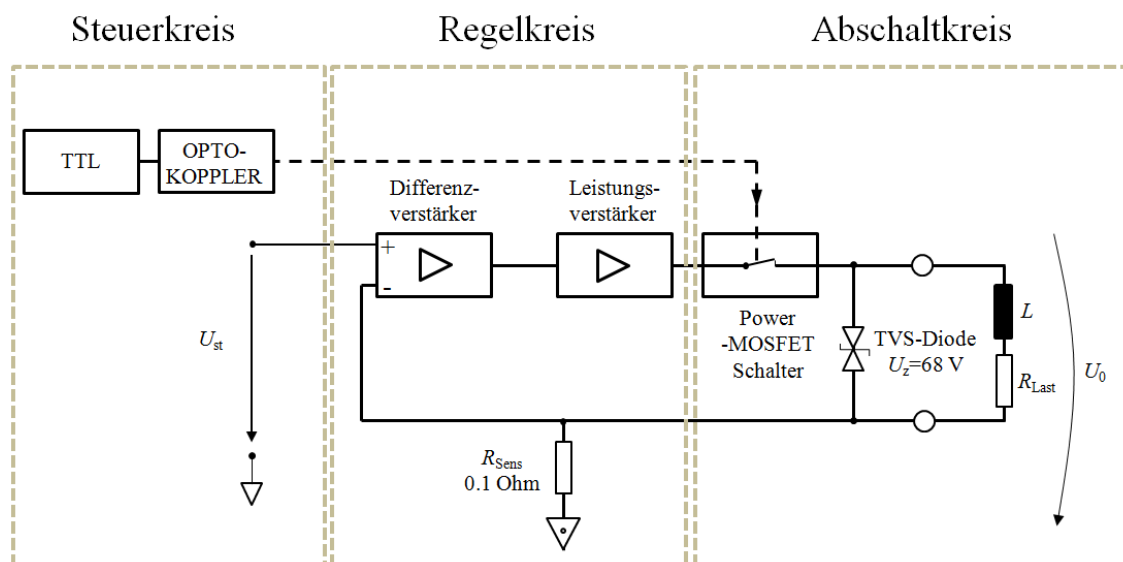 Steuerkreis
Regelkreis
Abschaltkreis
TTL
OPTO-
KOPPLER
Differenz-
verstärker
Leistungs-
verstärker
+
-
Ust
Power
-MOSFET
Schalter
TVS-Diode
Uz=68 V
L
RLast
U0
RSens
0.1 Ohm